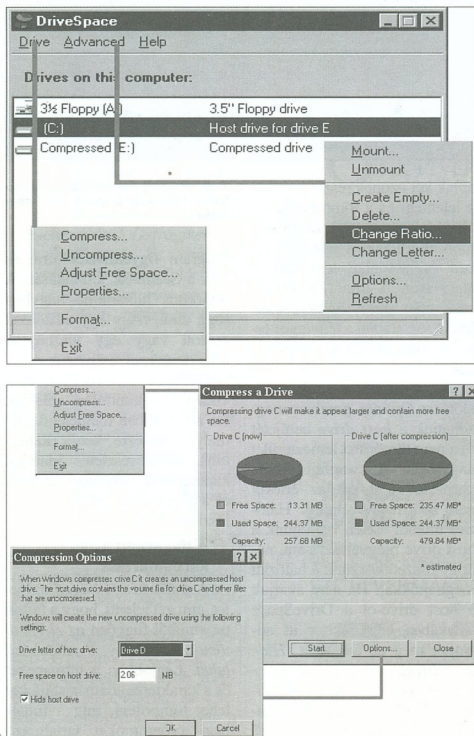 DriveSpace
Drive Advanced Help
Drives on this computer:
3½ Floppy (A:) 3.5" Floppy drive
(C:) Host drive for drive E
Compressed (E:) Compressed drive
Mount...
Unmount
Create Empty...
Delete...
Change Ratio...
Change Letter...
Options...
Refresh
Compress...
Uncompress...
Adjust Free Space...
Properties...
Format...
Exit
Compress...
Uncompress...
Adjust Free Space...
Properties...
Format...
Exit
Compress a Drive
Compressing drive C will make it appear larger and contain more free
space.
Drive C (now)
Free Space: 13.31 MB
Used Space: 244.37 MB
Capacity: 257.68 MB
Drive C (after compression)
Free Space: 235.47 MB*
Used Space: 244.37 MB*
Capacity: 479.84 MB*
* estimated
Start Options... Close
Compression Options
When Windows compresses drive C it creates an uncompressed host
drive. The host drive contains the volume file for drive C and other files
that are uncompressed.
Windows will create the new uncompressed drive using the following
settings:
Drive letter of host drive: Drive D
Free space on host drive: 2.06 MB
Hide host drive
OK Cancel